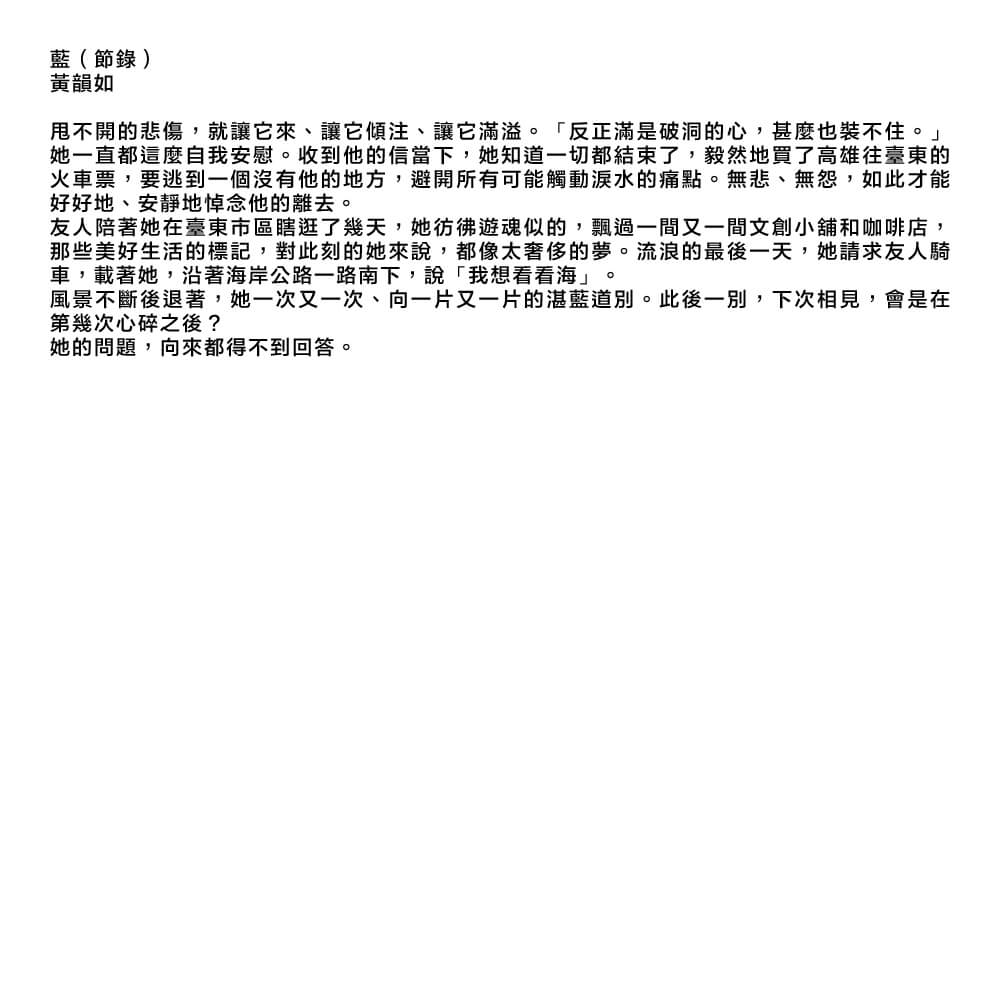 藍（節錄）
黃韻如
甩不開的悲傷，就讓它來、讓它傾注、讓它滿溢。「反正滿是破洞的心，甚麼也裝不住。」
她一直都這麼自我安慰。收到他的信當下，她知道一切都結束了，毅然地買了高雄往臺東的
火車票，要逃到一個沒有他的地方，避開所有可能觸動淚水的痛點。無悲、無怨，如此才能
好好地、安靜地悼念他的離去。
友人陪著她在臺東市區瞎逛了幾天，她彷彿遊魂似的，飄過一間又一間文創小舖和咖啡店，
那些美好生活的標記，對此刻的她來說，都像太奢侈的夢。流浪的最後一天，她請求友人騎
車，載著她，沿著海岸公路一路南下，說「我想看看海」。
風景不斷後退著，她一次又一次、向一片又一片的湛藍道別。此後一別，下次相見，會是在
第幾次心碎之後？
她的問題，向來都得不到回答。